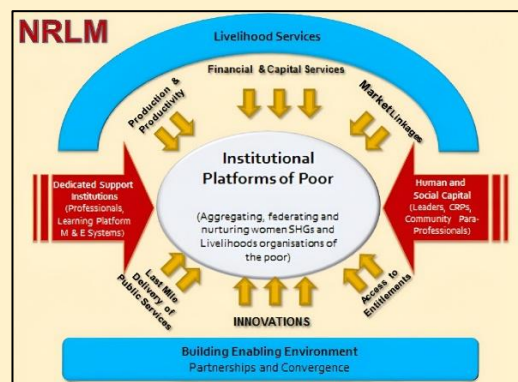 NRLM
Livelihood Services
Financial & Capital Services
Production &
Productivity
Market Linkages
Institutional
Platforms of Poor
(Aggregating, federating and
nurturing women SHGs and
Livelihoods organisations of
the poor)
Dedicated Support
Institutions
(Professionals,
Learning Platform
M & E Systems)
Human and
Social Capital
(Leaders, CRPs,
Community Para-
Professionals)
Last Mile
Delivery of
Public Services
INNOVATIONS
Access to
Entitlements
Building Enabling Environment
Partnerships and Convergence